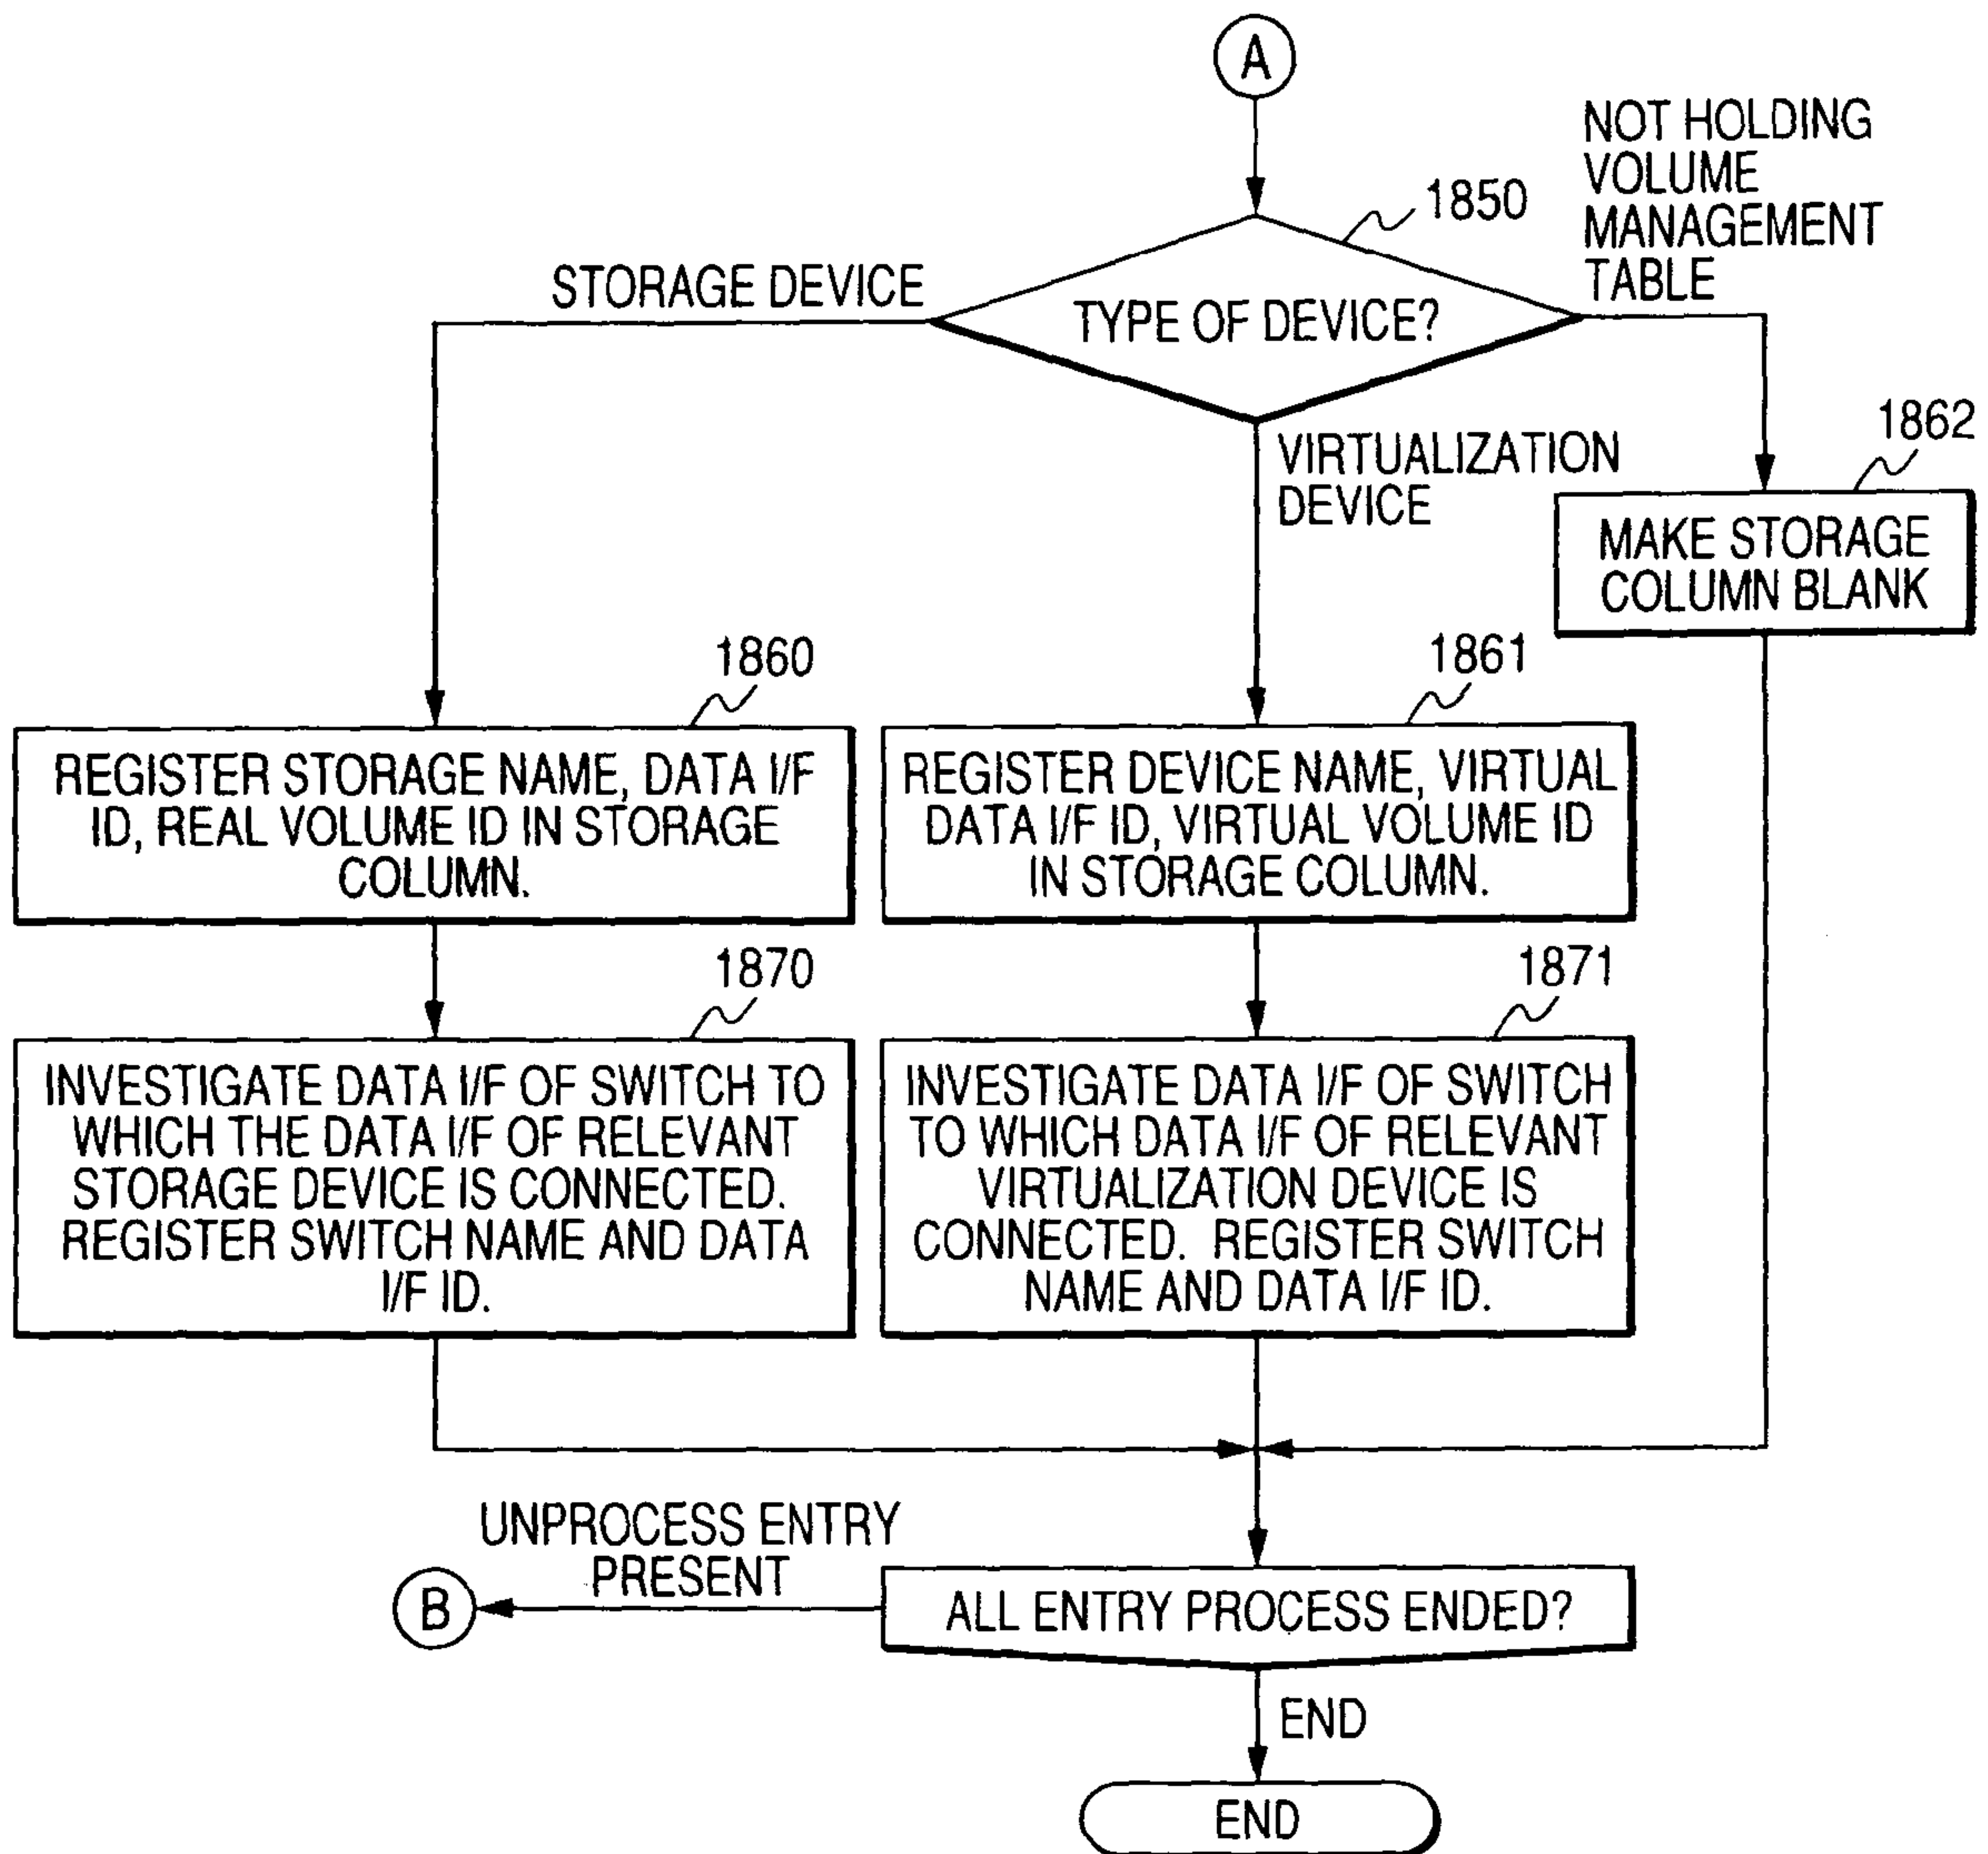 A
NOT HOLDING
VOLUME
MANAGEMENT
TABLE
1850
STORAGE DEVICE
TYPE OF DEVICE?
VIRTUALIZATION
DEVICE
1862
MAKE STORAGE
COLUMN BLANK
1860
REGISTER STORAGE NAME, DATA I/F
ID, REAL VOLUME ID IN STORAGE
COLUMN.
1861
REGISTER DEVICE NAME, VIRTUAL
DATA I/F ID, VIRTUAL VOLUME ID
IN STORAGE COLUMN.
1870
INVESTIGATE DATA I/F OF SWITCH TO
WHICH THE DATA I/F OF RELEVANT
STORAGE DEVICE IS CONNECTED.
REGISTER SWITCH NAME AND DATA
I/F ID.
1871
INVESTIGATE DATA I/F OF SWITCH
TO WHICH DATA I/F OF RELEVANT
VIRTUALIZATION DEVICE IS
CONNECTED. REGISTER SWITCH
NAME AND DATA I/F ID.
UNPROCESS ENTRY
PRESENT
B
ALL ENTRY PROCESS ENDED?
END
END